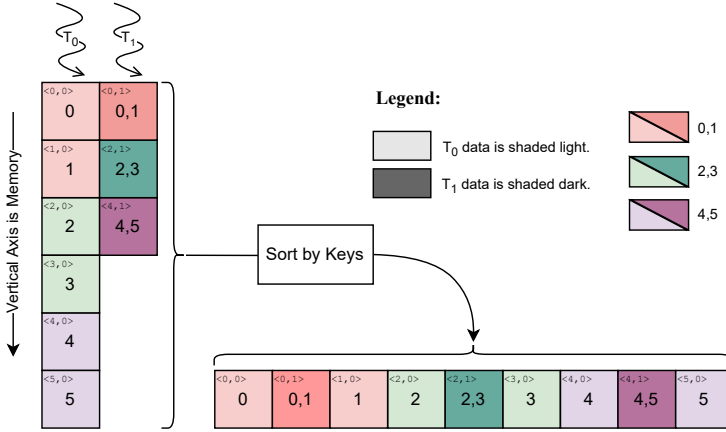 T0 T1
<0,0> <0,1>
0 0,1
<1,0> <2,1>
1 2,3
<2,0> <4,1>
2 4,5
<3,0>
3
<4,0>
4
<5,0>
5
Vertical Axis is Memory
Sort by Keys
Legend:
T0 data is shaded light.
T1 data is shaded dark.
0,1
2,3
4,5
<0,0> <0,1> <1,0> <2,0> <2,1> <3,0> <4,0> <4,1> <5,0>
0 0,1 1 2 2,3 3 4 4,5 5